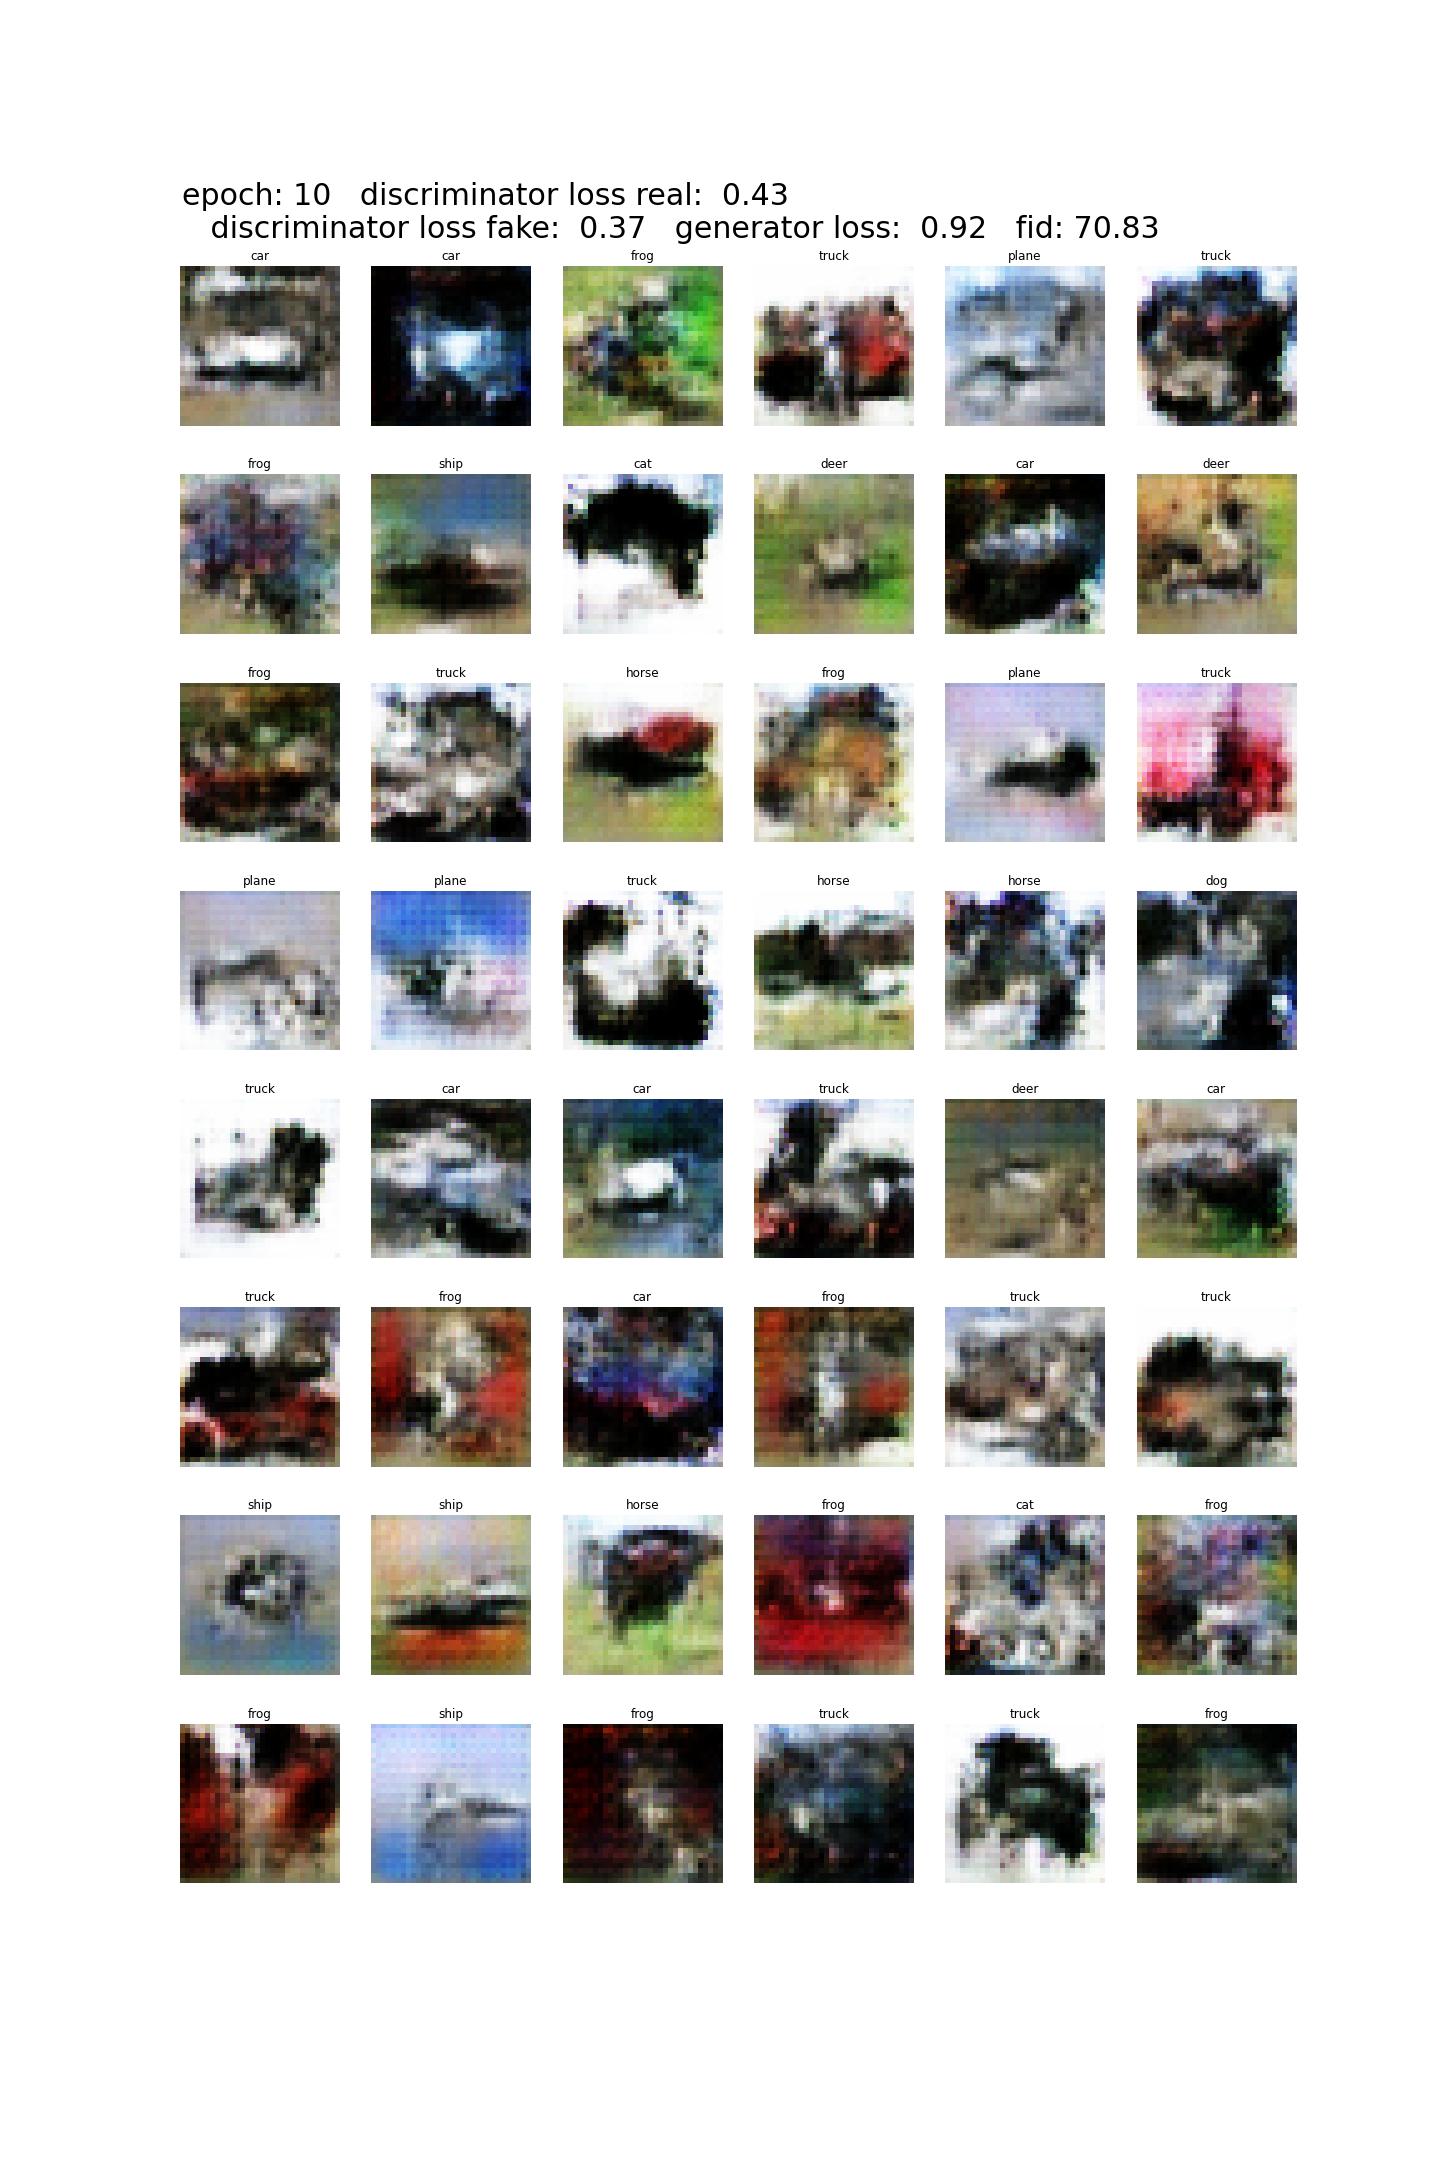 epoch: 10   discriminator loss real:  0.43
discriminator loss fake:  0.37   generator loss:  0.92   fid: 70.83
car car frog truck plane truck
frog ship cat deer car deer
frog truck horse frog plane truck
plane plane truck horse horse dog
truck car car truck deer car
truck frog car frog truck truck
ship ship horse frog cat frog
frog ship frog truck truck frog